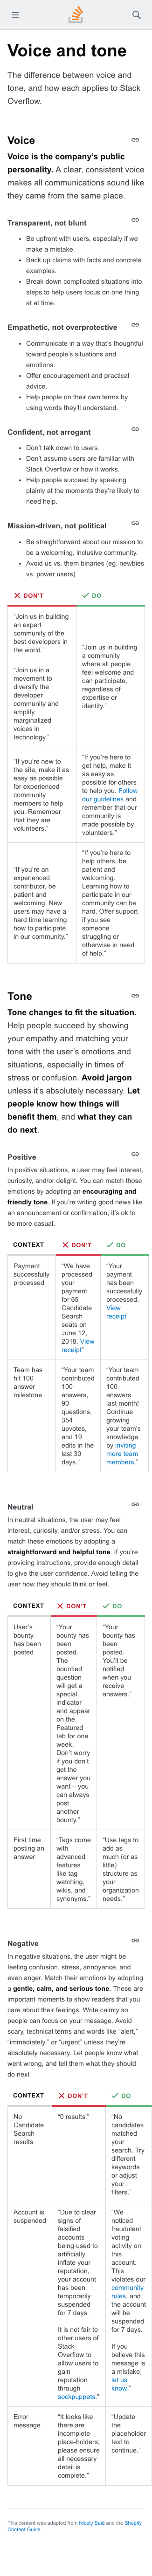 Voice and tone
The difference between voice and
tone, and how each applies to Stack
Overflow.
Voice
Voice is the company's public
personality. A clear, consistent voice
makes all communications sound like
they came from the same place.
Transparent, not blunt
Be upfront with users, especially if we
make a mistake.
Back up claims with facts and concrete
examples.
Break down complicated situations into
steps to help users focus on one thing
at at time.
Empathetic, not overprotective
Communicate in a way that's thoughtful
toward people's situations and
emotions.
Offer encouragement and practical
advice.
Help people on their own terms by
using words they'll understand.
Confident, not arrogant
Don't talk down to users.
Don't assume users are familiar with
Stack Overflow or how it works.
Help people succeed by speaking
plainly at the moments they're likely to
need help.
Mission-driven, not political
Be straightforward about our mission to
be a welcoming, inclusive community.
Avoid us vs. them binaries (eg. newbies
vs. power users)
DON'T
DO
“Join us in building
an expert
community of the
best developers in
the world.”
“Join us in a
movement to
diversify the
developer
community and
amplify
marginalized
voices in
technology.”
“Join us in building
a community
where all people
feel welcome and
can participate,
regardless of
expertise or
identity.”
“If you're new to
the site, make it as
easy as possible
for experienced
community
members to help
you. Remember
that they are
volunteers.”
“If you're here to
get help, make it
as easy as
possible for others
to help you. Follow
our guidelines and
remember that our
community is
made possible by
volunteers.”
“If you're an
experienced
contributor, be
patient and
welcoming. New
users may have a
hard time learning
how to participate
in our community.”
“If you're here to
help others, be
patient and
welcoming.
Learning how to
participate in our
community can be
hard. Offer support
if you see
someone
struggling or
otherwise in need
of help.”
Tone
Tone changes to fit the situation.
Help people succeed by showing
your empathy and matching your
tone with the user's emotions and
situations, especially in times of
stress or confusion. Avoid jargon
unless it's absolutely necessary. Let
people know how things will
benefit them, and what they can
do next.
Positive
In positive situations, a user may feel interest,
curiosity, and/or delight. You can match those
emotions by adopting an encouraging and
friendly tone. If you're writing good news like
an announcement or confirmation, it's ok to
be more casual.
CONTEXT
DON'T
DO
Payment
successfully
processed
“We have
processed
your
payment
for 65
Candidate
Search
seats on
June 12,
2018. View
receipt”
“Your
payment
has been
successfully
processed.
View
receipt”
Team has
hit 100
answer
milestone
“Your team
contributed
100
answers,
90
questions,
354
upvotes,
and 19
edits in the
last 30
days.”
“Your team
contributed
100
answers
last month!
Continue
growing
your team's
knowledge
by inviting
more team
members.”
Neutral
In neutral situations, the user may feel
interest, curiosity, and/or stress. You can
match these emotions by adopting a
straightforward and helpful tone. If you're
providing instructions, provide enough detail
to give the user confidence. Avoid telling the
user how they should think or feel.
CONTEXT
DON'T
DO
User's
bounty
has been
posted
“Your
bounty has
been
posted.
The
bountied
question
will get a
special
indicator
and appear
on the
Featured
tab for one
week.
Don't worry
if you don't
get the
answer you
want – you
can always
post
another
bounty.”
“Your
bounty has
been
posted.
You'll be
notified
when you
receive
answers.”
First time
posting an
answer
“Tags come
with
advanced
features
like tag
watching,
wikis, and
synonyms.”
“Use tags to
add as
much (or as
little)
structure as
your
organization
needs.”
Negative
In negative situations, the user might be
feeling confusion, stress, annoyance, and
even anger. Match their emotions by adopting
a gentle, calm, and serious tone. These are
important moments to show readers that you
care about their feelings. Write calmly so
people can focus on your message. Avoid
scary, technical terms and words like “alert,”
“immediately,” or “urgent” unless they're
absolutely necessary. Let people know what
went wrong, and tell them what they should
do next
CONTEXT
DON'T
DO
No
Candidate
Search
results
“0 results.”
“No
candidates
matched
your
search. Try
different
keywords
or adjust
your
filters.”
Account is
suspended
“Due to clear
signs of
falsified
accounts
being used to
artificially
inflate your
reputation,
your account
has been
temporarily
suspended
for 7 days.
It is not fair to
other users of
Stack
Overflow to
allow users to
gain
reputation
through
sockpuppets.”
“We
noticed
fraudulent
voting
activity on
this
account.
This
violates our
community
rules, and
the account
will be
suspended
for 7 days.
If you
believe this
message is
a mistake,
let us
know.”
Error
message
“It looks like
there are
incomplete
place-holders;
please ensure
all necessary
detail is
complete.”
“Update
the
placeholder
text to
continue.”
This content was adapted from Nicely Said and the Shopify
Content Guide.